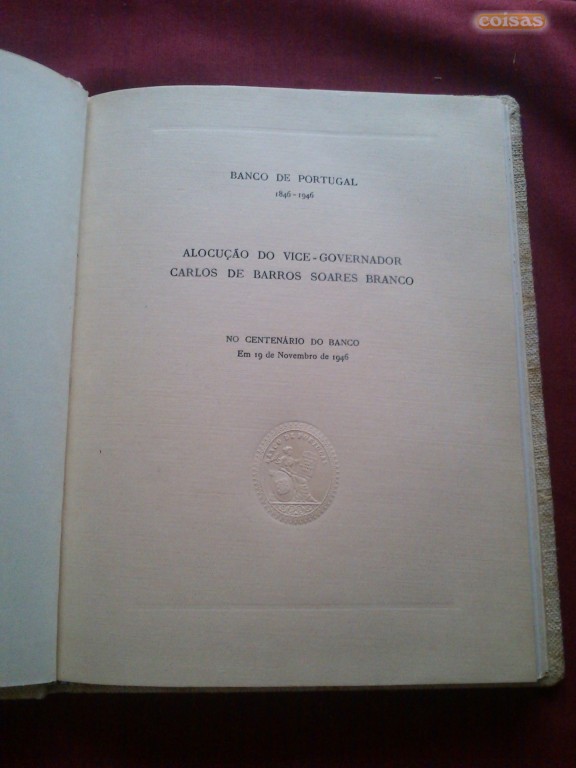 coisas
BANCO DE PORTUGAL
1846-1946
ALOCUÇÃO DO VICE-GOVERNADOR
CARLOS DE BARROS SOARES BRANCO
NO CENTENÁRIO DO BANCO
Em 19 de Novembro de 1946